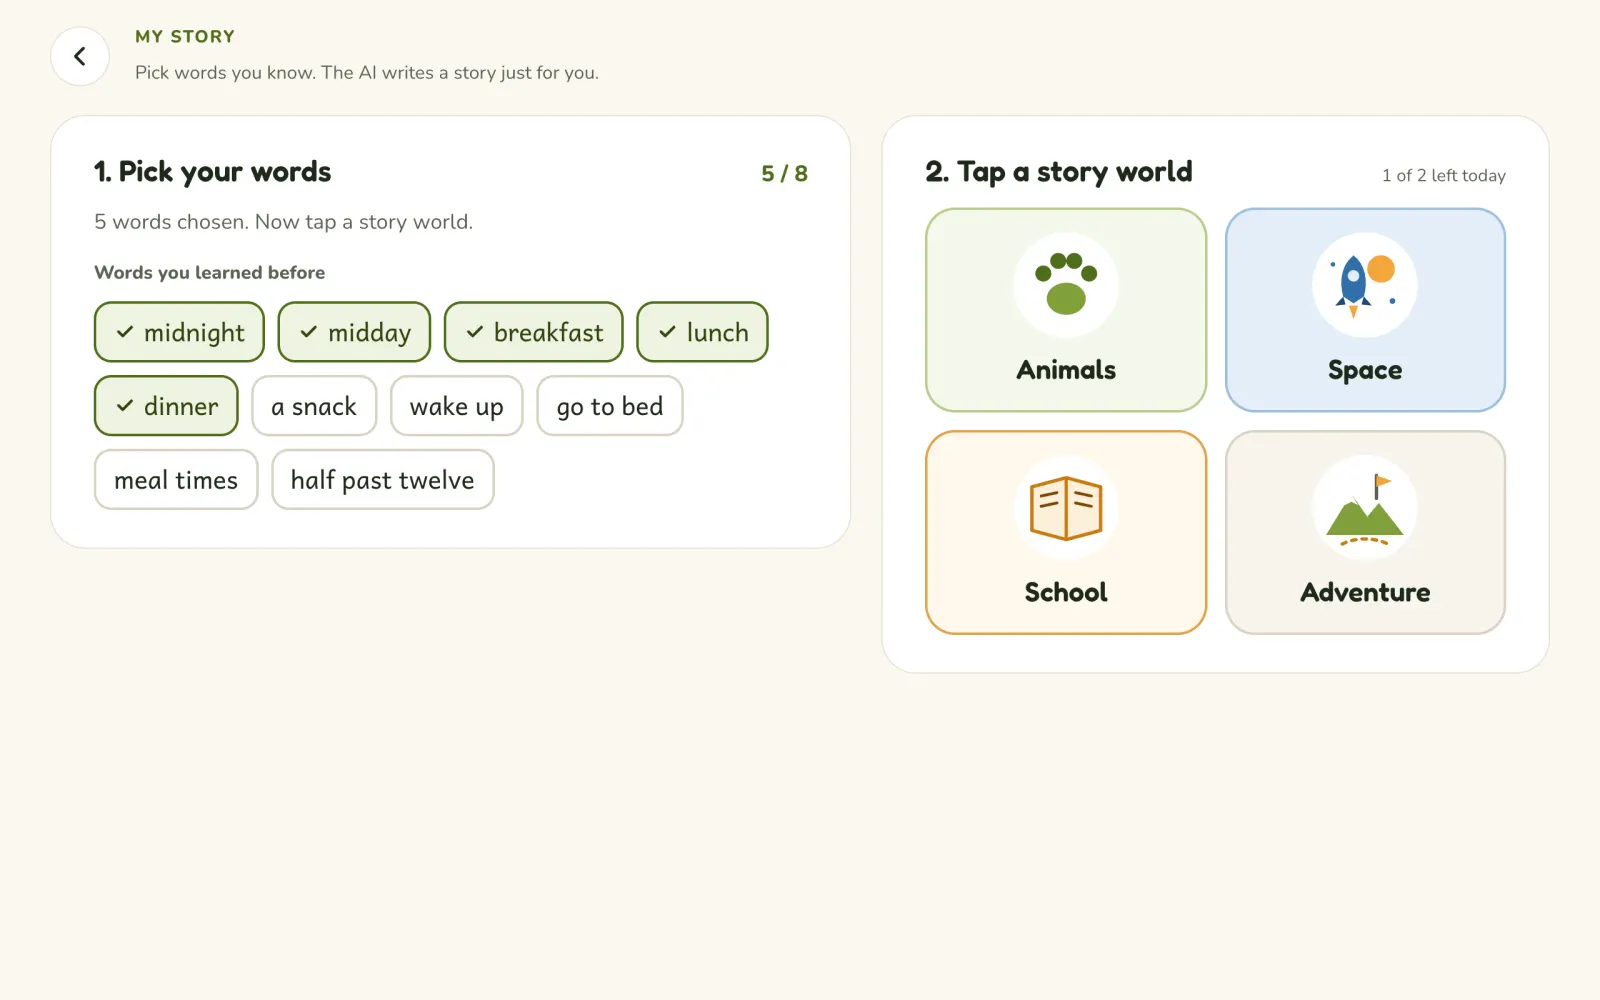 MY STORY
Pick words you know. The AI writes a story just for you.
1. Pick your words
5 / 8
5 words chosen. Now tap a story world.
Words you learned before
midnight
midday
breakfast
lunch
dinner
a snack
wake up
go to bed
meal times
half past twelve
2. Tap a story world
1 of 2 left today
Animals
Space
School
Adventure